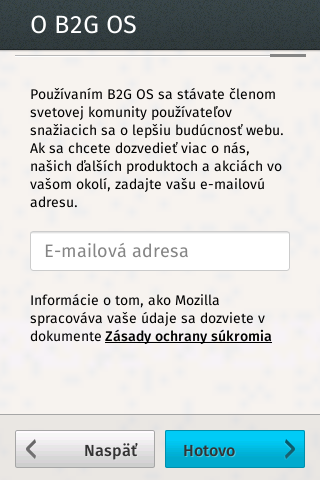 O B2G OS
Používaním B2G OS sa stávate členom
svetovej komunity používateľov
snažiacich sa o lepšiu budúcnosť webu.
Ak sa chcete dozvedieť viac o nás,
našich ďalších produktoch a akciách vo
vašom okolí, zadajte vašu e-mailovú
adresu.
E-mailová adresa
Informácie o tom, ako Mozilla
spracováva vaše údaje sa dozviete v
dokumente Zásady ochrany súkromia
Naspäť
Hotovo